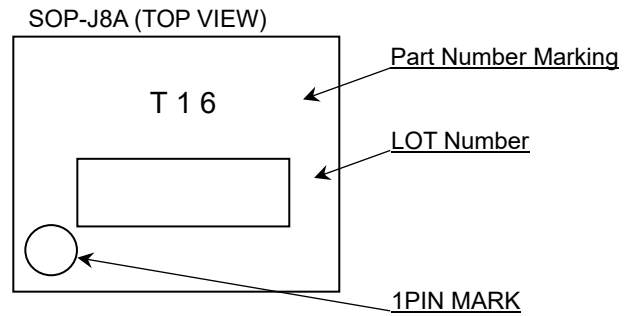 SOP-J8A (TOP VIEW)
Part Number Marking
T 1 6
LOT Number
1PIN MARK